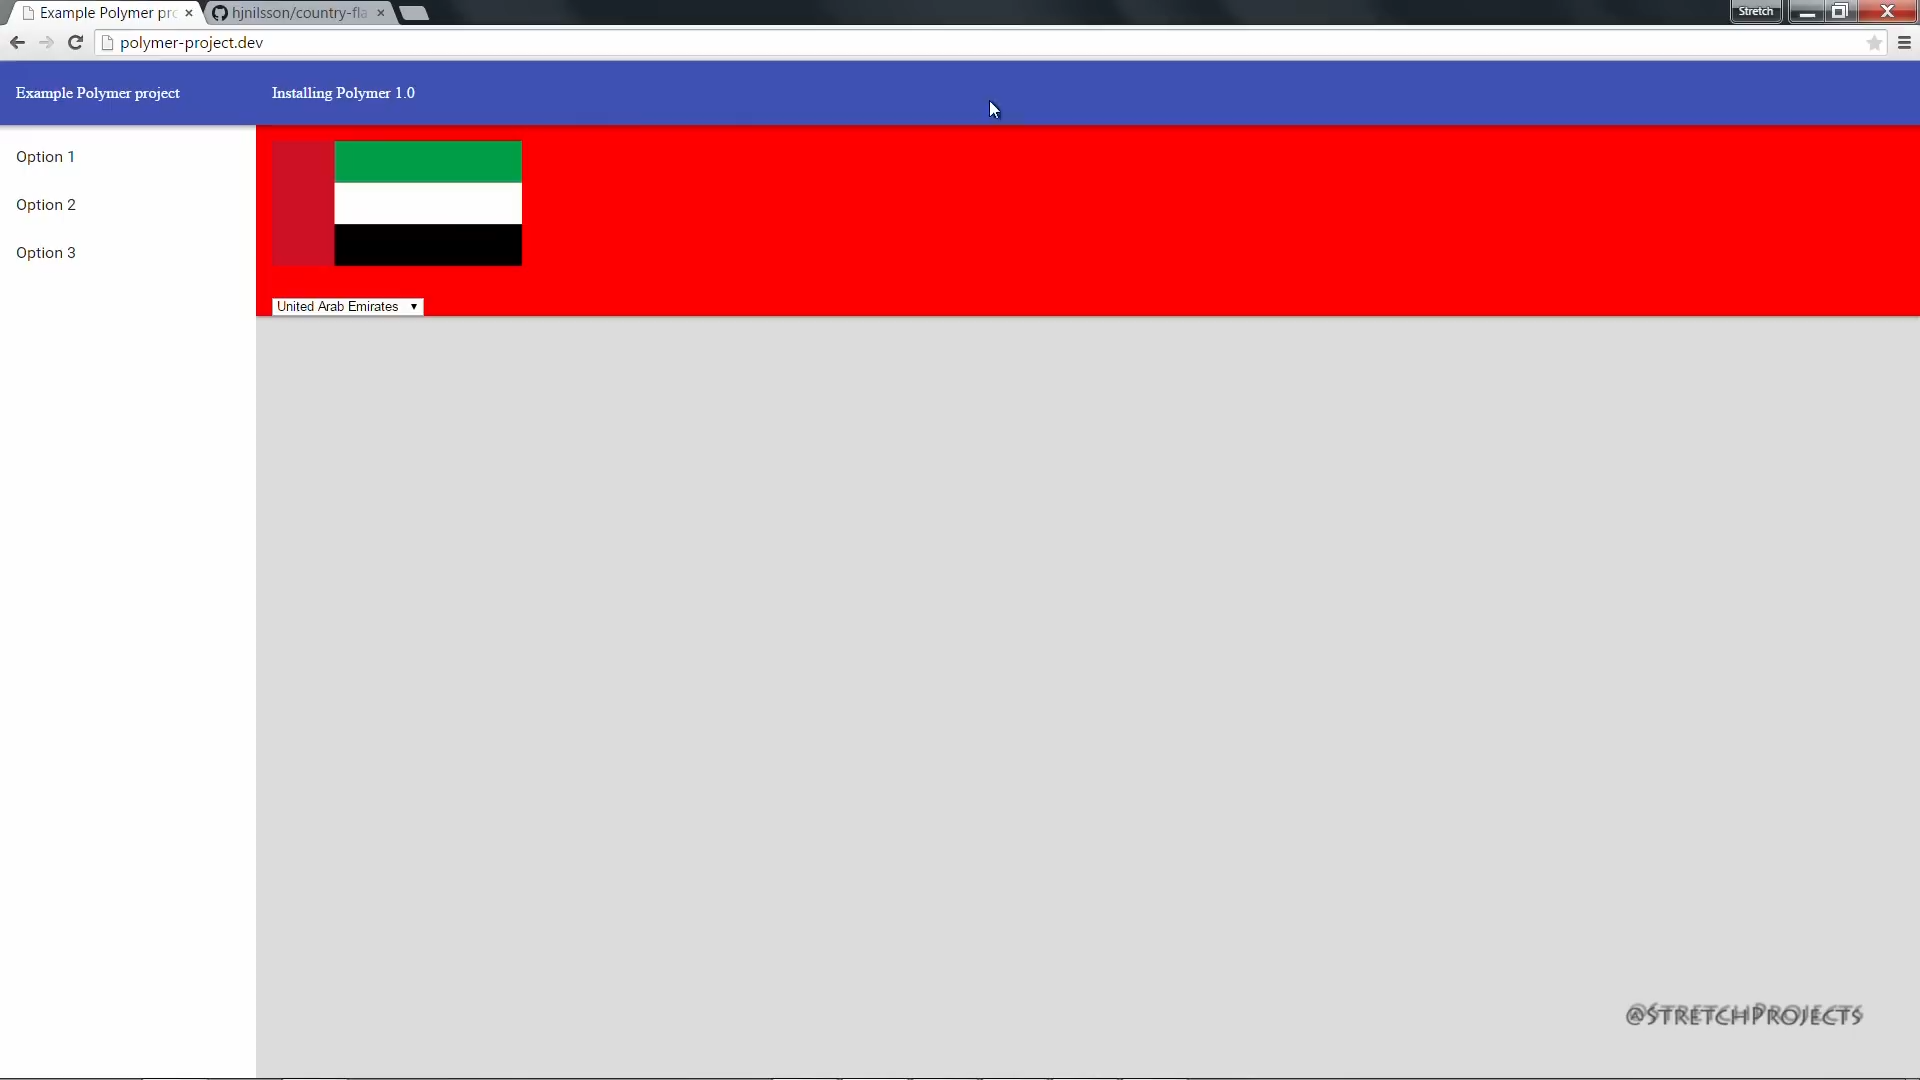 Example Polymer pro
hjnilsson/country-fla
Stretch
polymer-project.dev
Example Polymer project
Installing Polymer 1.0
Option 1
Option 2
Option 3
United Arab Emirates
@StretchProjects